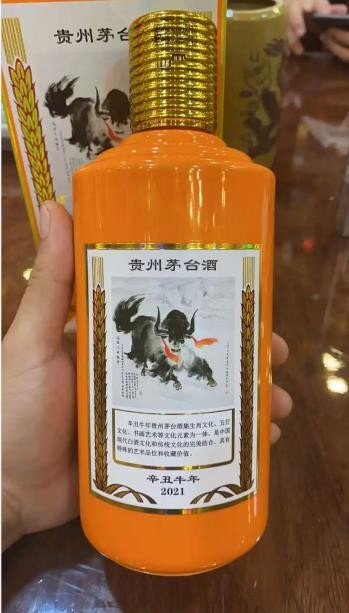 贵州茅台
贵州茅台酒
辛丑牛年贵州茅台酒集生肖文化、五行
文化、书画艺术等文化元素为一体，是中国
现代白酒文化和传统文化的完美结合，具有
特殊的艺术品位和收藏价值。
辛丑牛年
2021